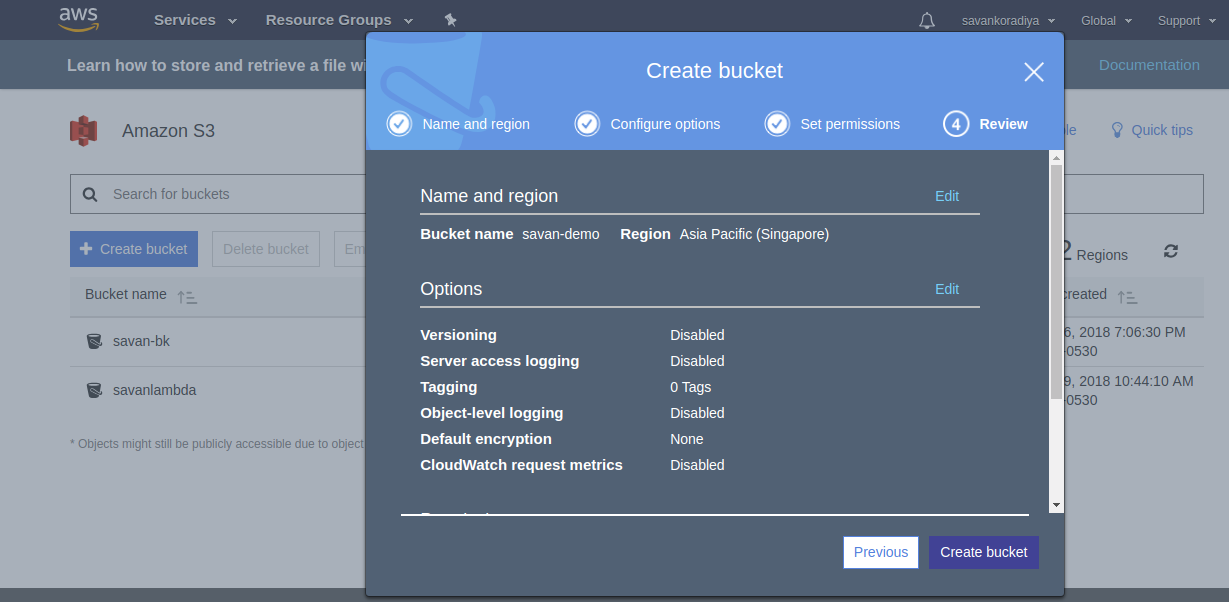 aws Services Resource Groups savankoradiya Global Support
Learn how to store and retrieve a file Documentation
Create bucket
Name and region Configure options Set permissions 4 Review
Amazon S3
Quick tips
Search for buckets
Name and region Edit
Bucket name savan-demo Region Asia Pacific (Singapore)
Create bucket Delete bucket
2 Regions
Options Edit
Bucket name
created
Versioning Disabled
savan-bk
6, 2018 7:06:30 PM
-0530
Server access logging Disabled
Tagging 0 Tags
savanlambda
9, 2018 10:44:10 AM
-0530
Object-level logging Disabled
Default encryption None
* Objects might still be publicly accessible due to object
CloudWatch request metrics Disabled
Previous Create bucket